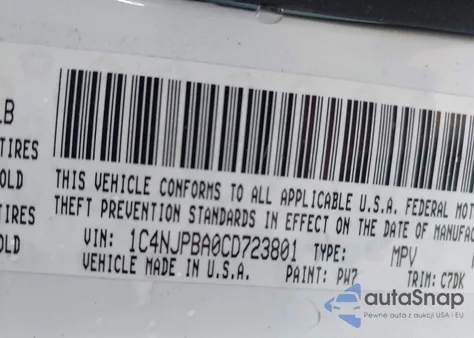 LB
TIRES
OLD
TIRES
OLD
THIS VEHICLE CONFORMS TO ALL APPLICABLE U.S.A. FEDERAL MOT
THEFT PREVENTION STANDARDS IN EFFECT ON THE DATE OF MANUFAC
VIN: 1C4NJPBA0CD723801 TYPE: MPV
VEHICLE MADE IN U.S.A. PAINT: PW7 TRIM: C7DK
autoSnap
Pewne auta z aukcji USA i EU